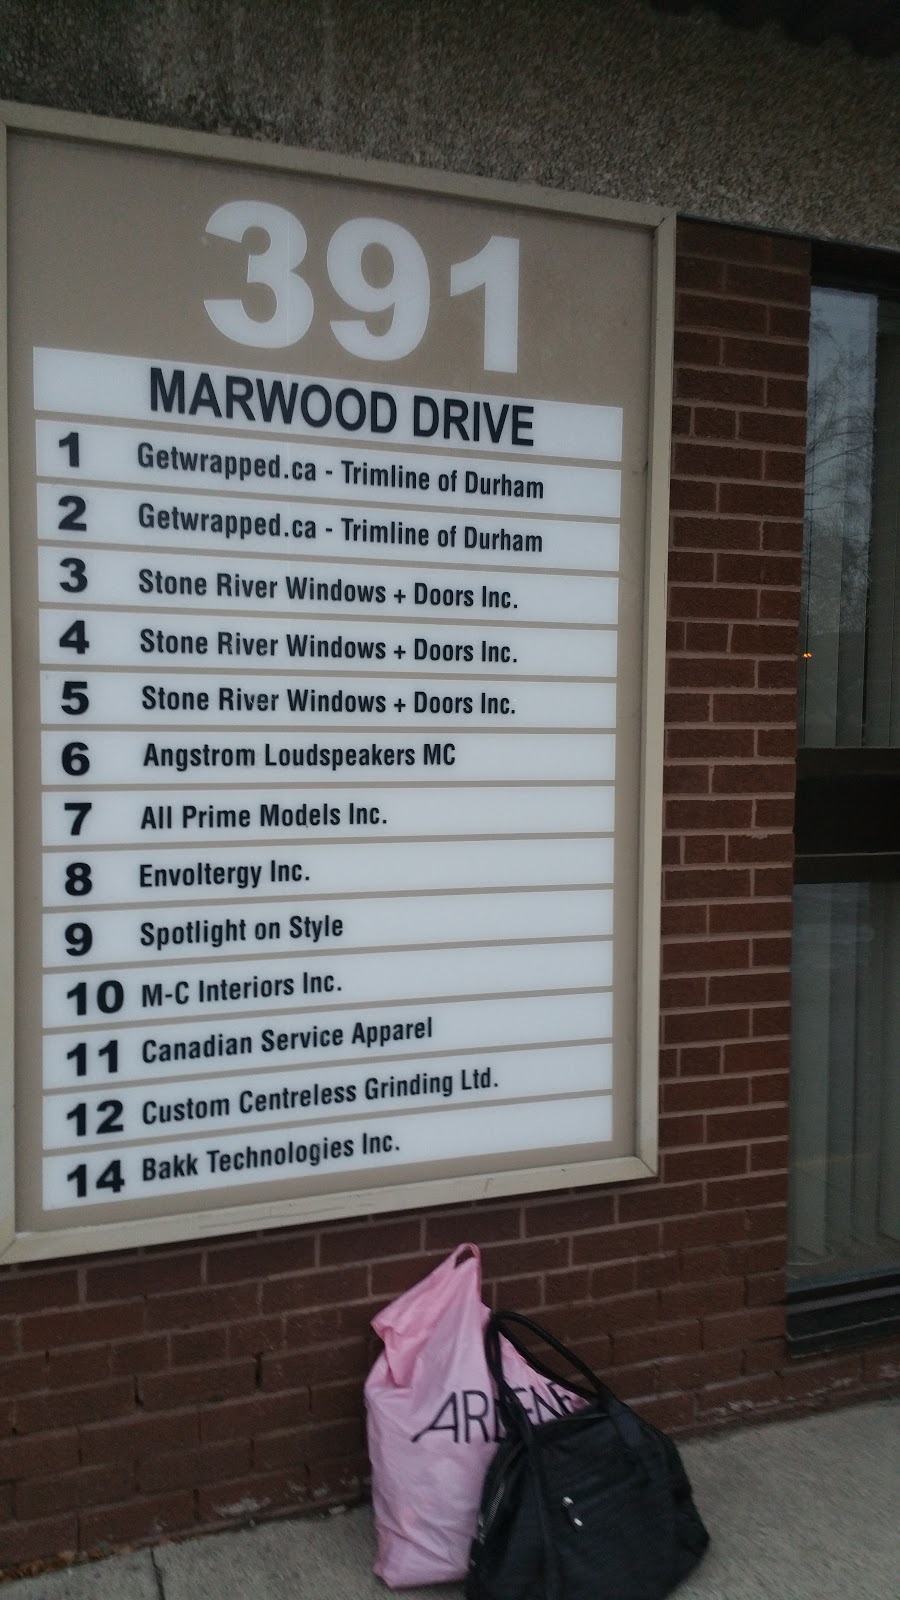 391
MARWOOD DRIVE
1 Getwrapped.ca - Trimline of Durham
2 Getwrapped.ca - Trimline of Durham
3 Stone River Windows + Doors Inc.
4 Stone River Windows + Doors Inc.
5 Stone River Windows + Doors Inc.
6 Angstrom Loudspeakers MC
7 All Prime Models Inc.
8 Envoltergy Inc.
9 Spotlight on Style
10 M-C Interiors Inc.
11 Canadian Service Apparel
12 Custom Centreless Grinding Ltd.
14 Bakk Technologies Inc.
ARDENE